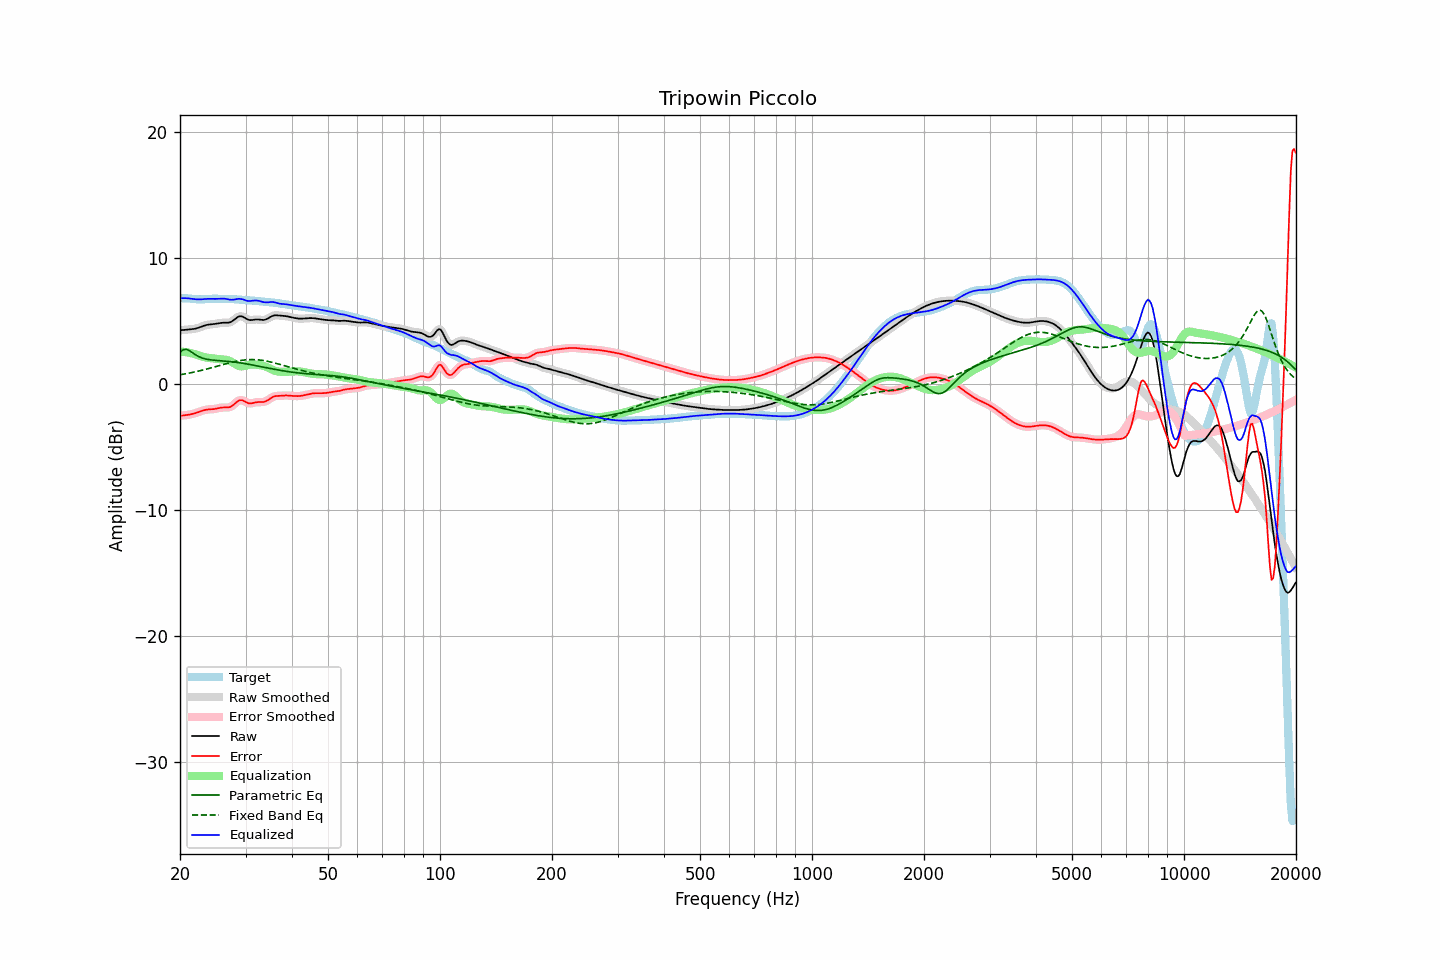 Tripowin Piccolo
20
10
0
−10
−20
−30
Amplitude (dBr)
Target
Raw Smoothed
Error Smoothed
Raw
Error
Equalization
Parametric Eq
Fixed Band Eq
Equalized
20 50 100 200 500 1000 2000 5000 10000 20000
Frequency (Hz)